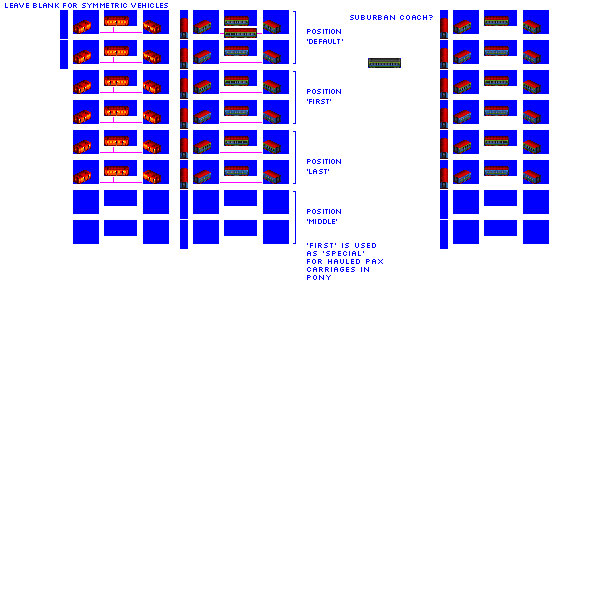 LEAVE BLANK FOR SYMMETRIC VEHICLES
SUBURBAN COACH?
POSITION
'DEFAULT'
POSITION
'FIRST'
POSITION
'LAST'
POSITION
'MIDDLE'
'FIRST' IS USED
AS 'SPECIAL'
FOR HAULED PAX
CARRIAGES IN
PONY